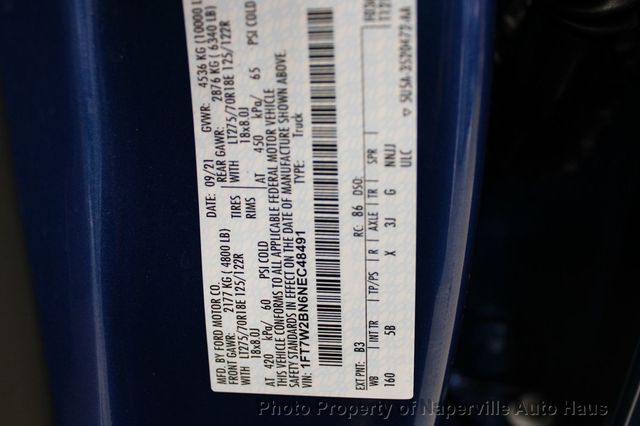 MFD. BY FORD MOTOR CO.
DATE: 09/21 GVWR: 4536 KG (10000 L
FRONT GAWR: 2177 KG (4800 LB) REAR GAWR: 2876 KG (6340 LB)
WITH LT275/70R18E 125/122R TIRES WITH LT275/70R18E 125/122R
18x8.0J RIMS 18x8.0J
AT 420 kPa/ 60 PSI COLD AT 450 kPa/ 65 PSI COLD
THIS VEHICLE CONFORMS TO ALL APPLICABLE FEDERAL MOTOR VEHICLE
SAFETY STANDARDS IN EFFECT ON THE DATE OF MANUFACTURE SHOWN ABOVE.
VIN: 1FT7W2BN6NEC48491 TYPE: Truck
EXT PNT: B3 RC: 86 DSO:
WB INT TR TP/PS R AXLE TR SPR
160 5B X 3J G NNJJ
ULC
5U5A-3520472-AA
Photo Property of Naperville Auto Haus